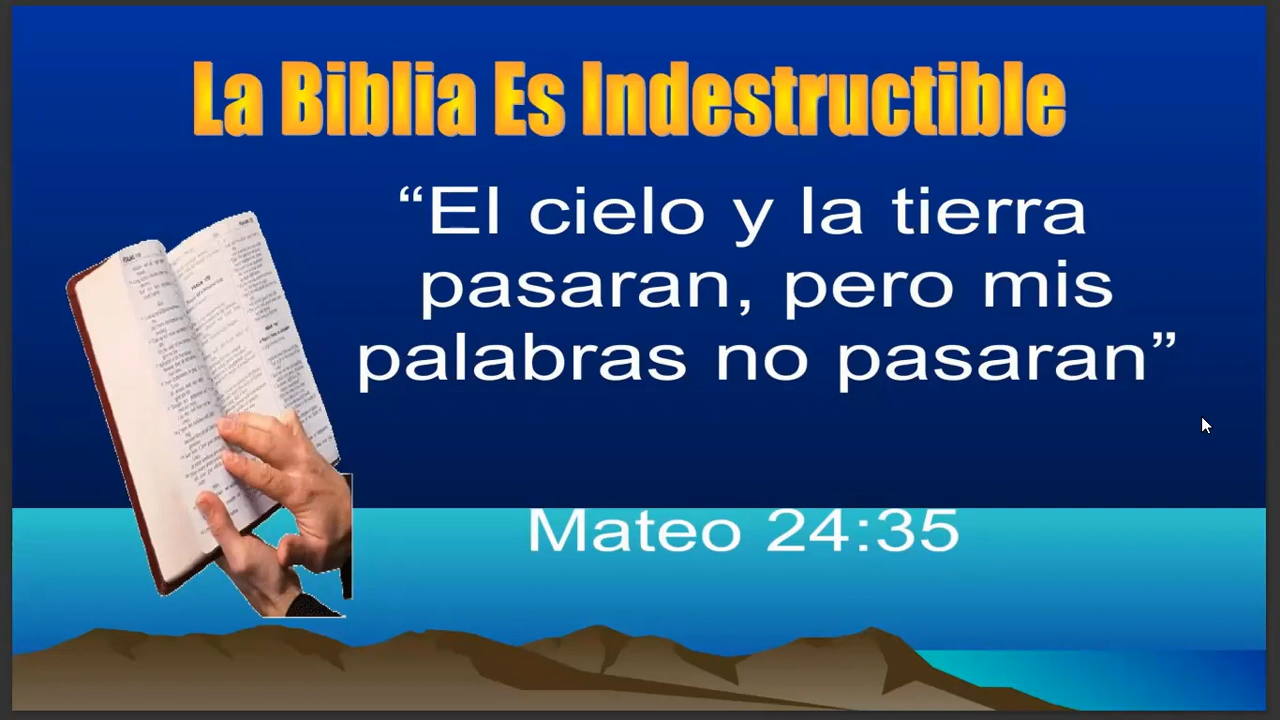 La Biblia Es Indestructible
“El cielo y la tierra
pasaran, pero mis
palabras no pasaran”
Mateo 24:35